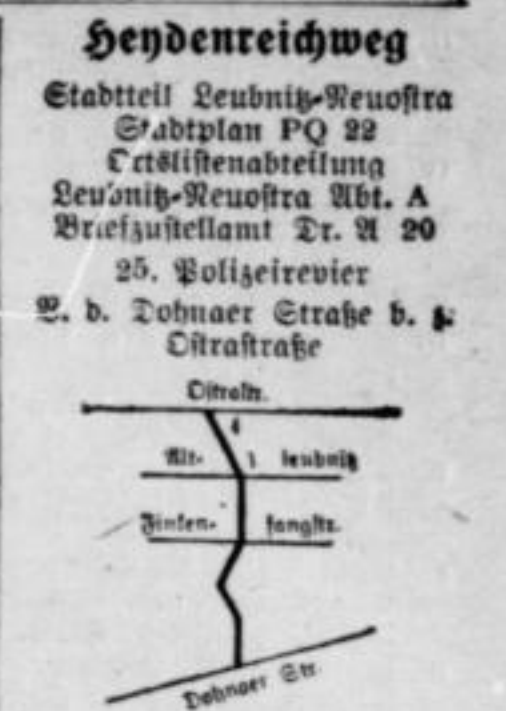 Heydenreichweg
Stadtteil Leubnitz-Neuostra
Stadtplan PQ 22
Ortslistenabteilung
Leubnitz-Neuostra Abt. A
Briefzustellamt Dr. A 20
25. Polizeirevier
V. d. Dohnaer Straße b. z.
Ostrastraße
Ostrastr.
4
Alt- 1 leubnitz
Finken- fangstr.
Dohnaer Str.